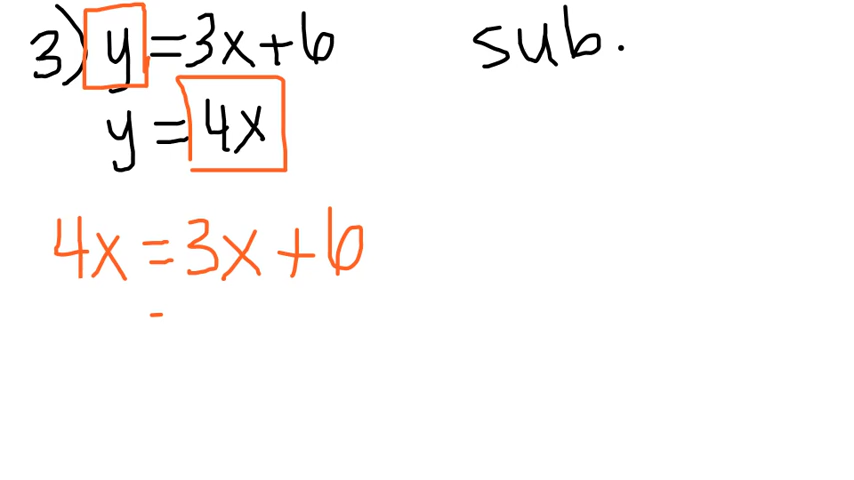 3) y = 3x + 6
sub.
y = 4x
4x = 3x + 6
=